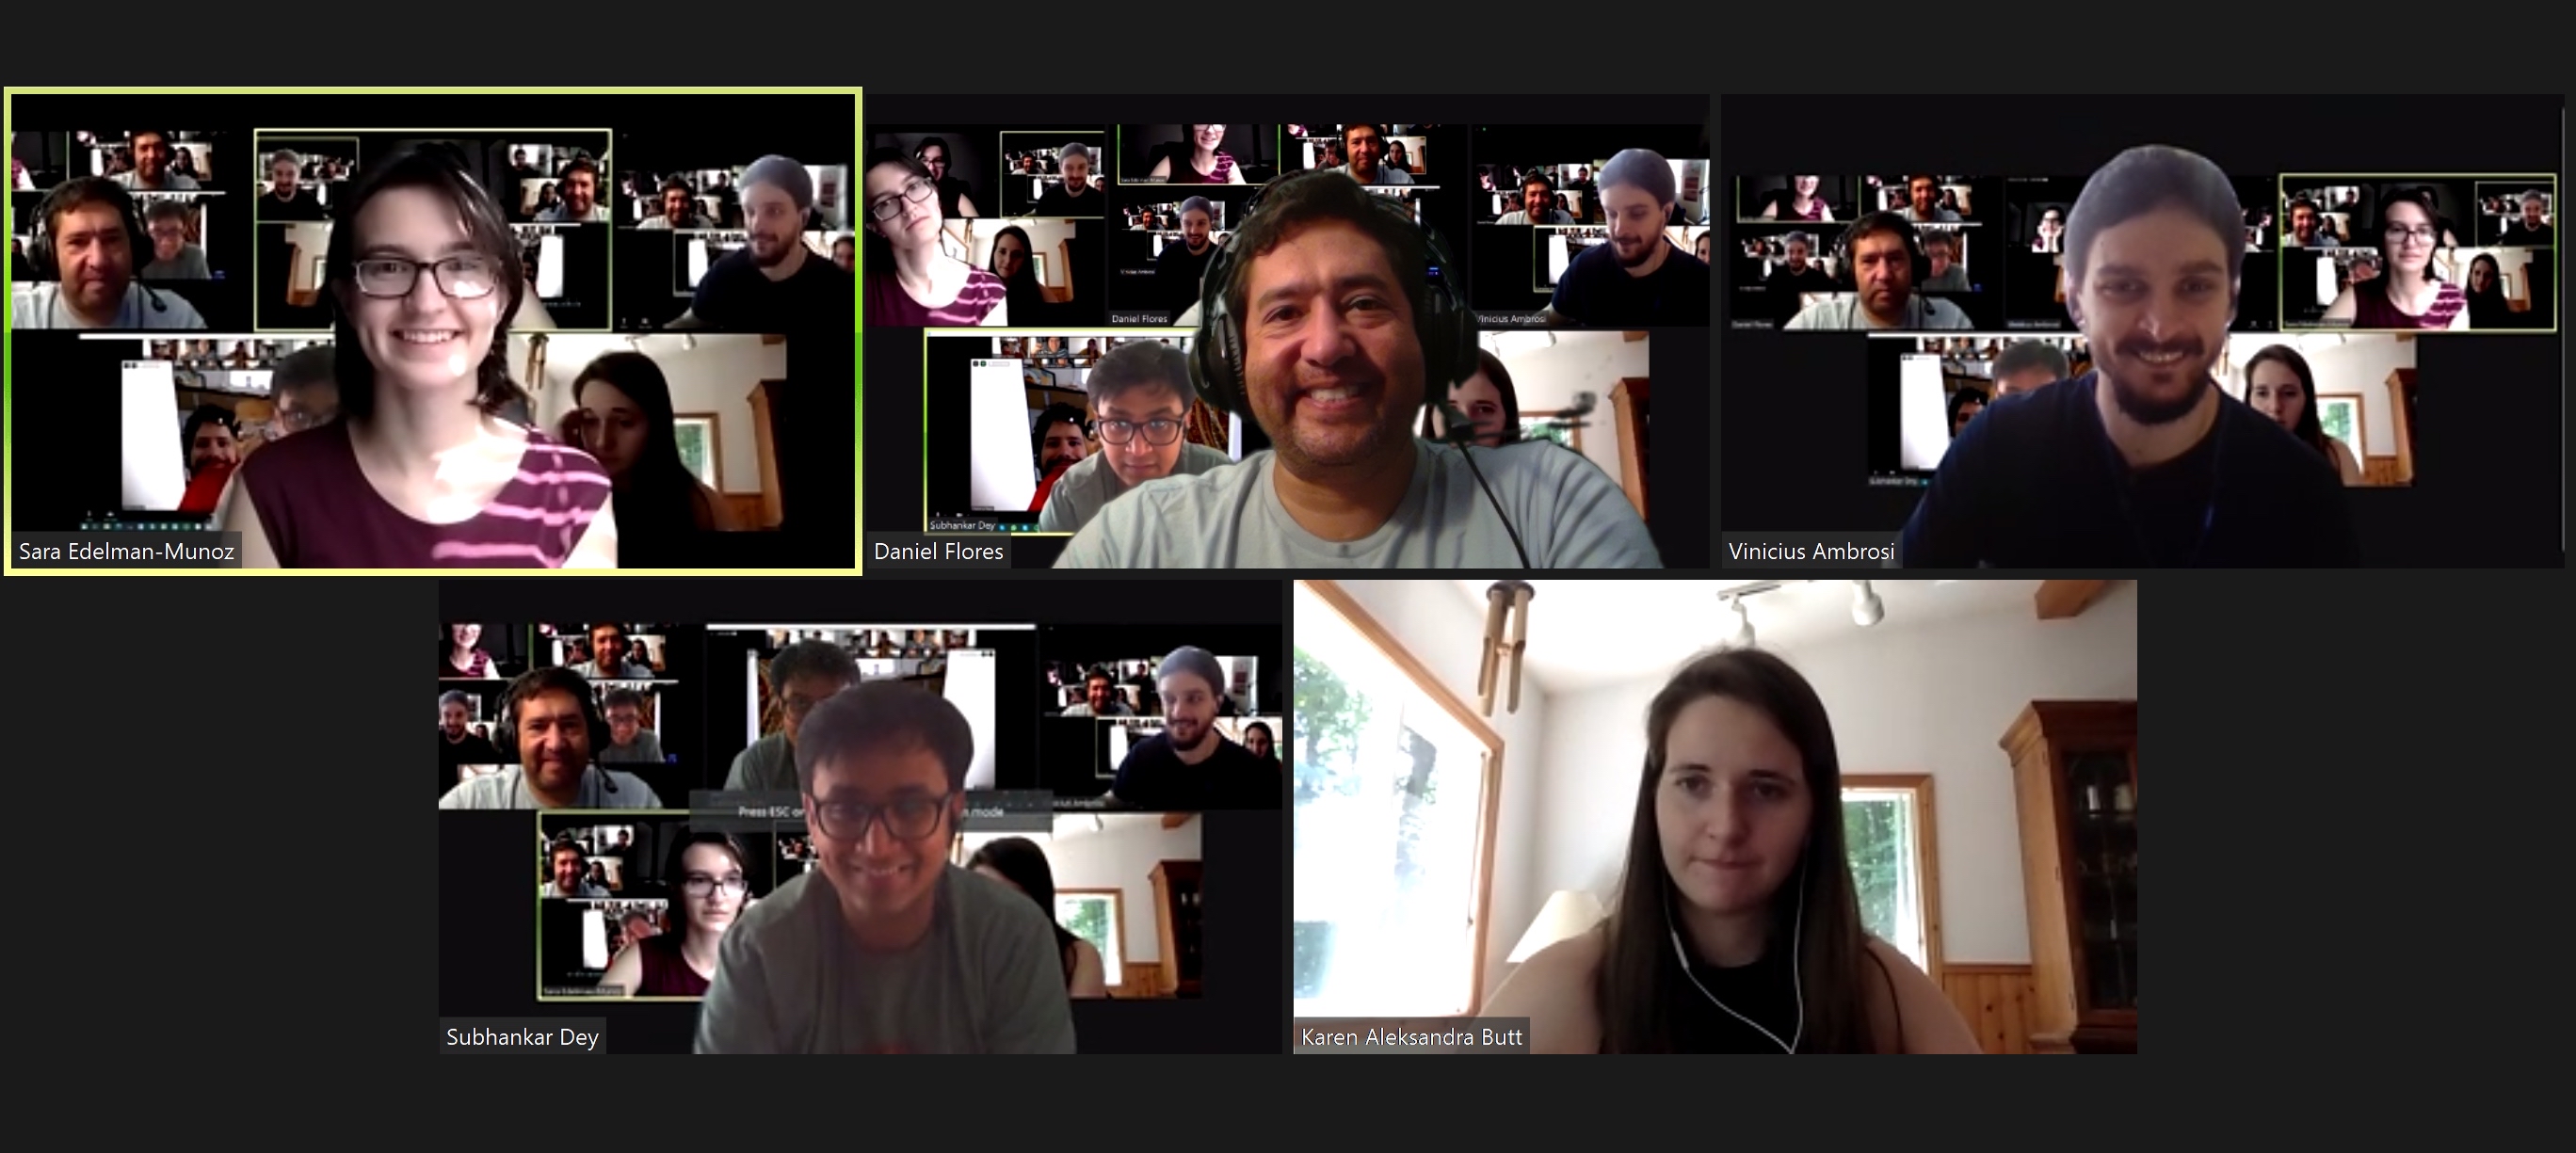 Sara Edelman-Munoz
Daniel Flores
Vinicius Ambrosi
Subhankar Dey
Daniel Flores
Vinicius Ambrosi
Subhankar Dey
Press ESC or
mode
Karen Aleksandra Butt